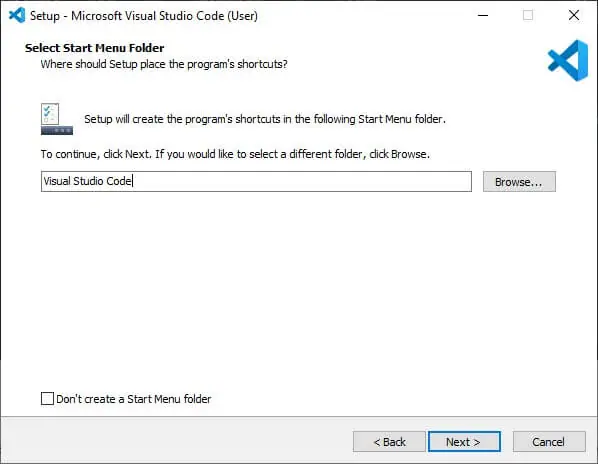 Setup - Microsoft Visual Studio Code (User)
Select Start Menu Folder
Where should Setup place the program's shortcuts?
Setup will create the program's shortcuts in the following Start Menu folder.
To continue, click Next. If you would like to select a different folder, click Browse.
Visual Studio Code
Browse...
Don't create a Start Menu folder
< Back
Next >
Cancel